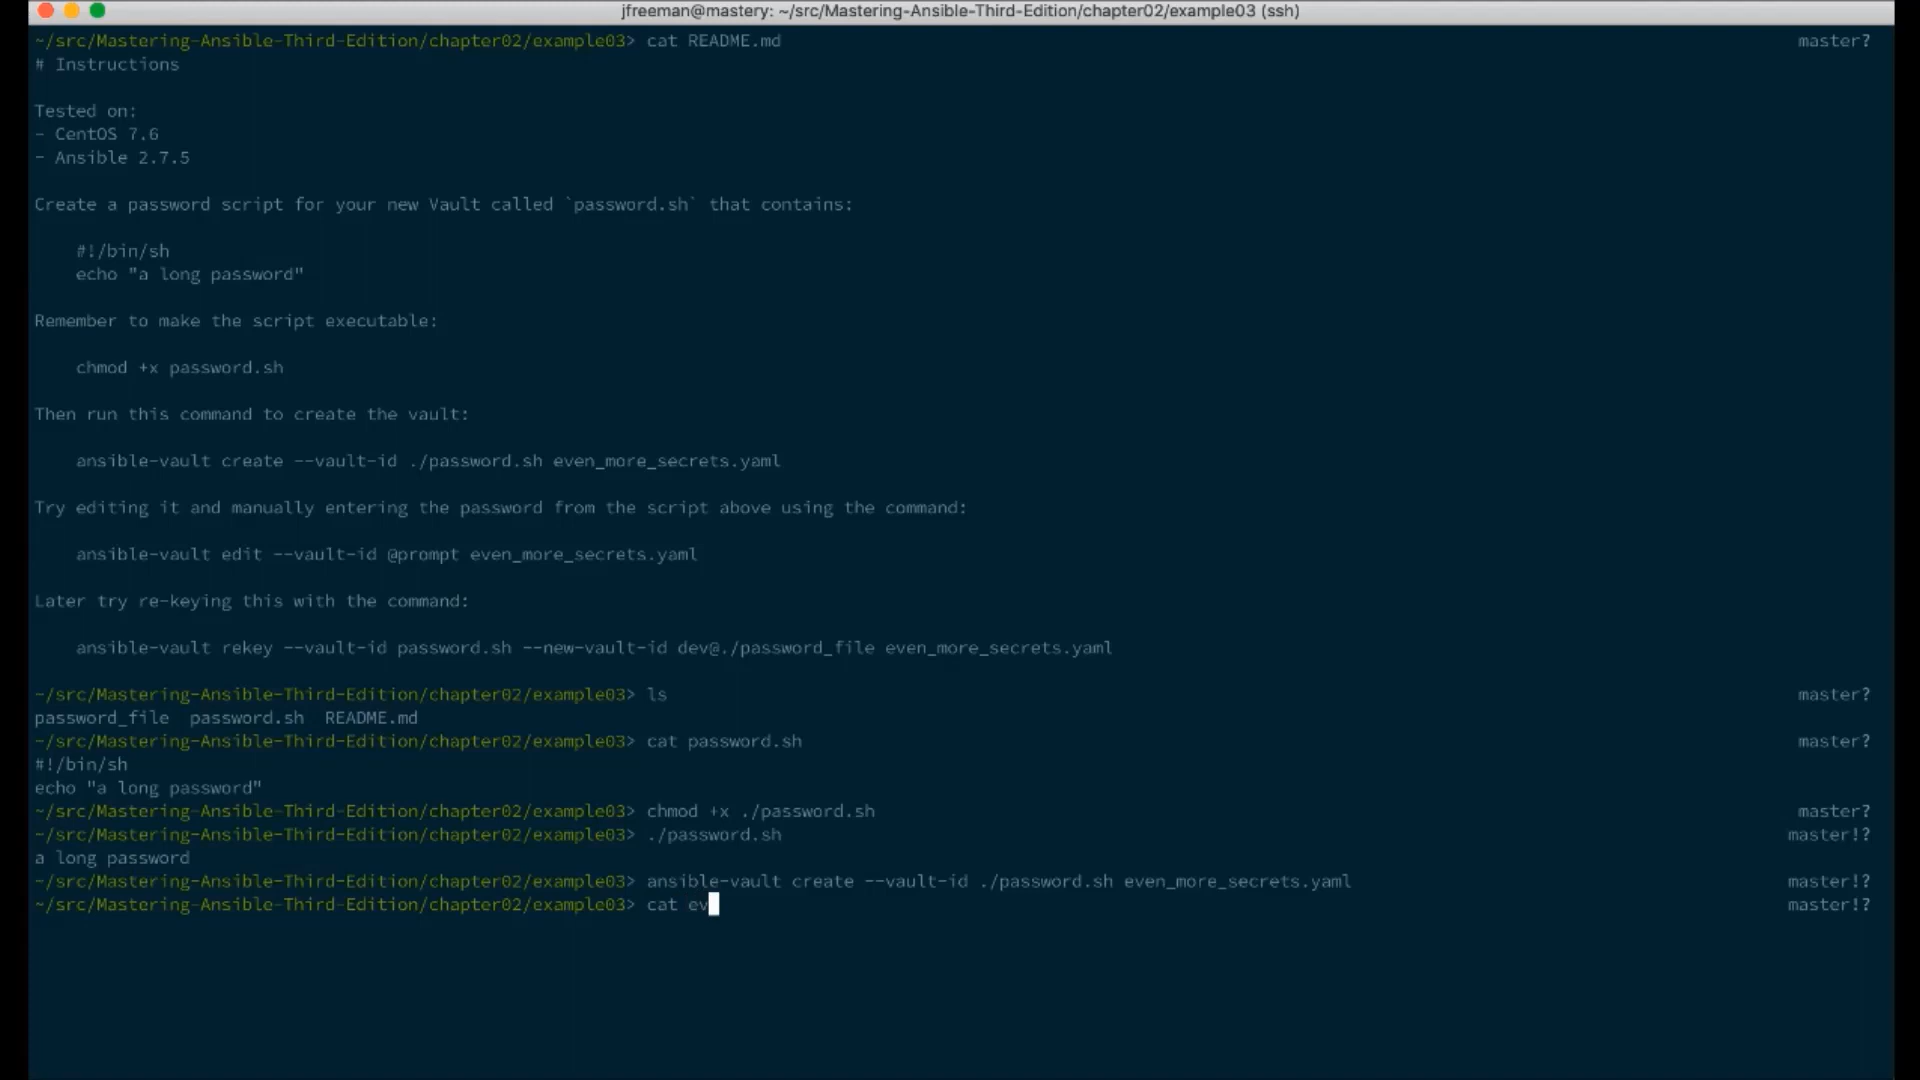 jfreeman@mastery: ~/src/Mastering-Ansible-Third-Edition/chapter02/example03 (ssh)
~/src/Mastering-Ansible-Third-Edition/chapter02/example03> cat README.md master?
# Instructions
Tested on:
- CentOS 7.6
- Ansible 2.7.5
Create a password script for your new Vault called `password.sh` that contains:
#!/bin/sh
echo "a long password"
Remember to make the script executable:
chmod +x password.sh
Then run this command to create the vault:
ansible-vault create --vault-id ./password.sh even_more_secrets.yaml
Try editing it and manually entering the password from the script above using the command:
ansible-vault edit --vault-id @prompt even_more_secrets.yaml
Later try re-keying this with the command:
ansible-vault rekey --vault-id password.sh --new-vault-id dev@./password_file even_more_secrets.yaml
~/src/Mastering-Ansible-Third-Edition/chapter02/example03> ls master?
password_file password.sh README.md
~/src/Mastering-Ansible-Third-Edition/chapter02/example03> cat password.sh master?
#!/bin/sh
echo "a long password"
~/src/Mastering-Ansible-Third-Edition/chapter02/example03> chmod +x ./password.sh master?
~/src/Mastering-Ansible-Third-Edition/chapter02/example03> ./password.sh master!?
a long password
~/src/Mastering-Ansible-Third-Edition/chapter02/example03> ansible-vault create --vault-id ./password.sh even_more_secrets.yaml master!?
~/src/Mastering-Ansible-Third-Edition/chapter02/example03> cat ev master!?